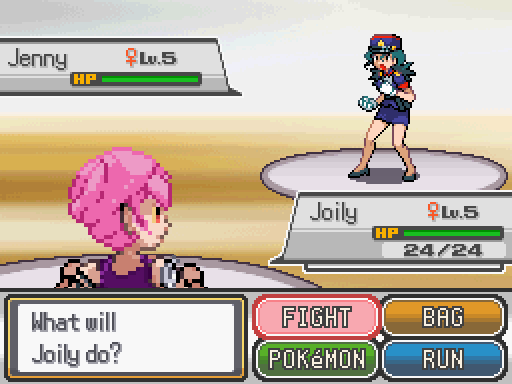 Jenny ♀Lv.5
HP
Joily ♀Lv.5
HP
24/24
What will
Joily do?
FIGHT
BAG
POKéMON
RUN